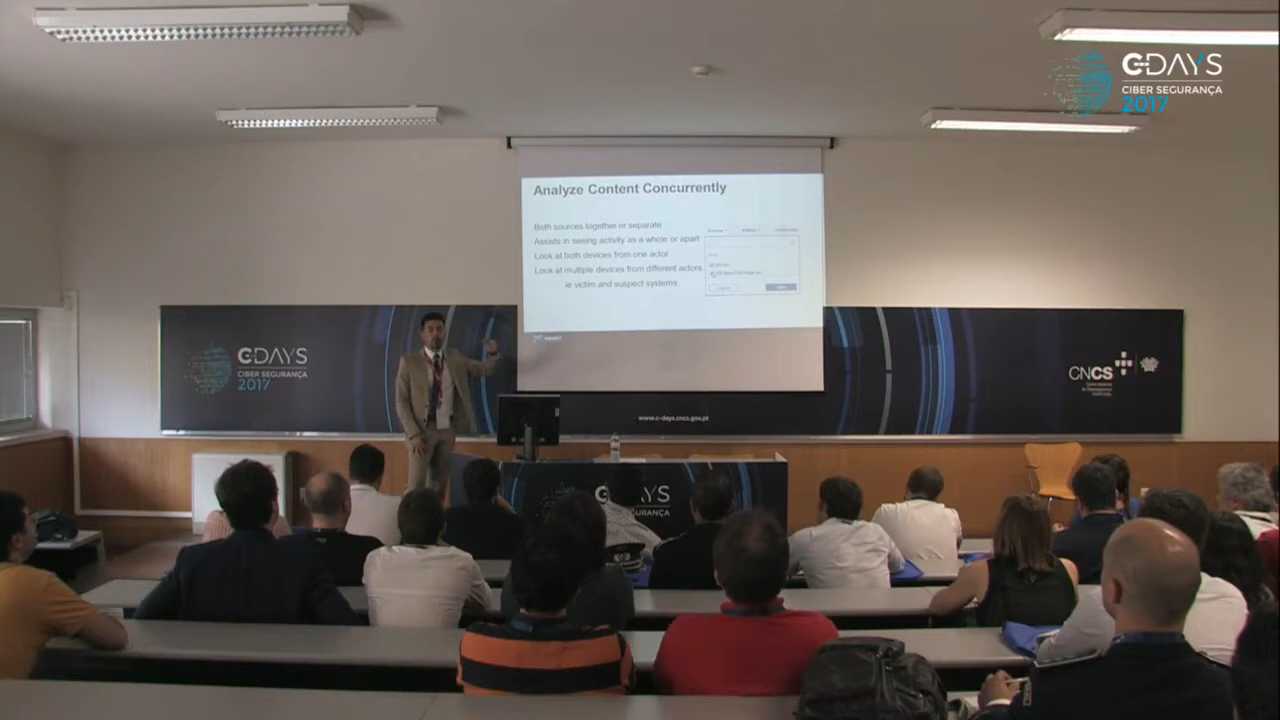 C-DAYS
CIBER SEGURANÇA
2017
Analyze Content Concurrently
Both sources together or separate
Assists in seeing activity as a whole or apart
Look at both devices from one actor
Look at multiple devices from different actors
ie victim and suspect systems
C-DAYS
CIBER SEGURANÇA
2017
CNCS
www.c-days.cncs.gov.pt